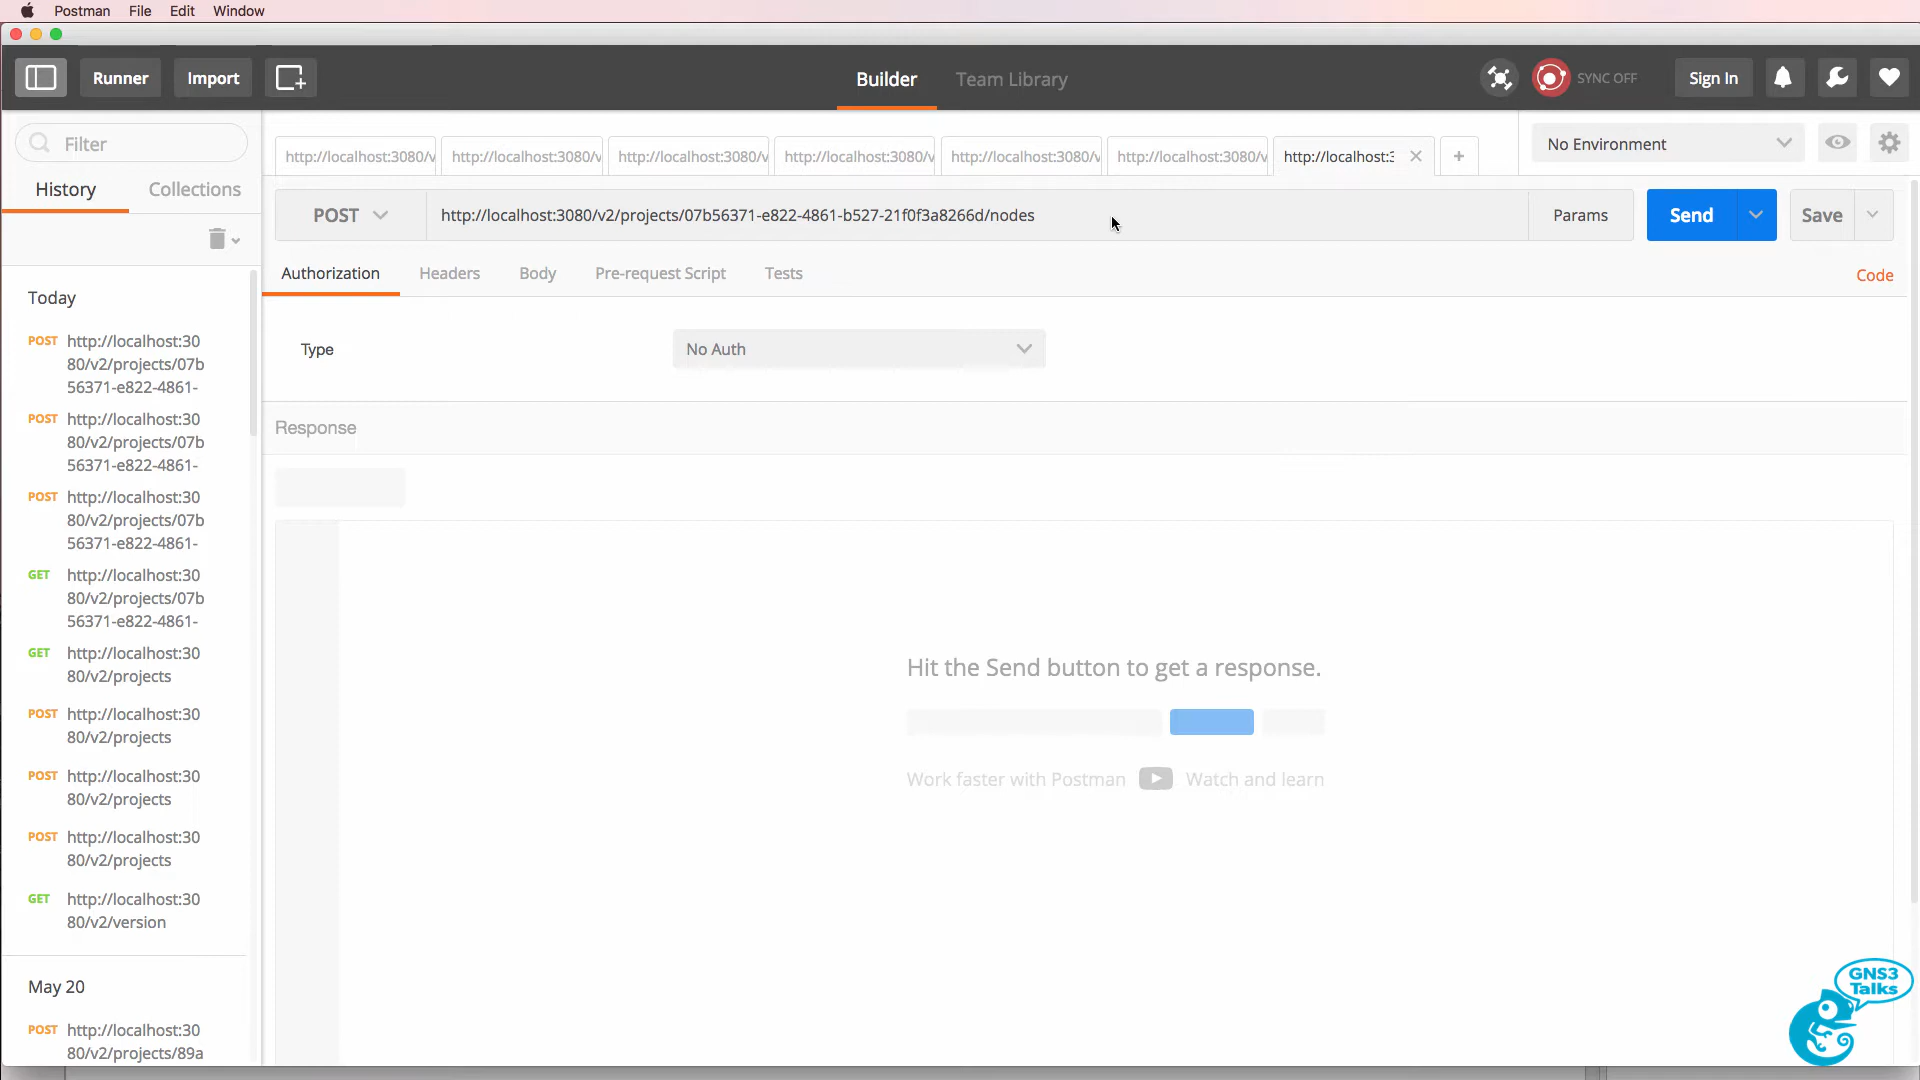 Postman File Edit Window
Runner Import
Builder Team Library
SYNC OFF
Sign In
Filter
History Collections
Today
POST http://localhost:30
80/v2/projects/07b
56371-e822-4861-
POST http://localhost:30
80/v2/projects/07b
56371-e822-4861-
POST http://localhost:30
80/v2/projects/07b
56371-e822-4861-
GET http://localhost:30
80/v2/projects/07b
56371-e822-4861-
GET http://localhost:30
80/v2/projects
POST http://localhost:30
80/v2/projects
POST http://localhost:30
80/v2/projects
POST http://localhost:30
80/v2/projects
GET http://localhost:30
80/v2/version
May 20
POST http://localhost:30
80/v2/projects/89a
http://localhost:3080/v http://localhost:3080/v http://localhost:3080/v http://localhost:3080/v http://localhost:3080/v http://localhost:3080/v http://localhost:3
No Environment
POST http://localhost:3080/v2/projects/07b56371-e822-4861-b527-21f0f3a8266d/nodes Params Send Save
Authorization Headers Body Pre-request Script Tests Code
Type No Auth
Response
Hit the Send button to get a response.
Work faster with Postman Watch and learn
GNS3
Talks